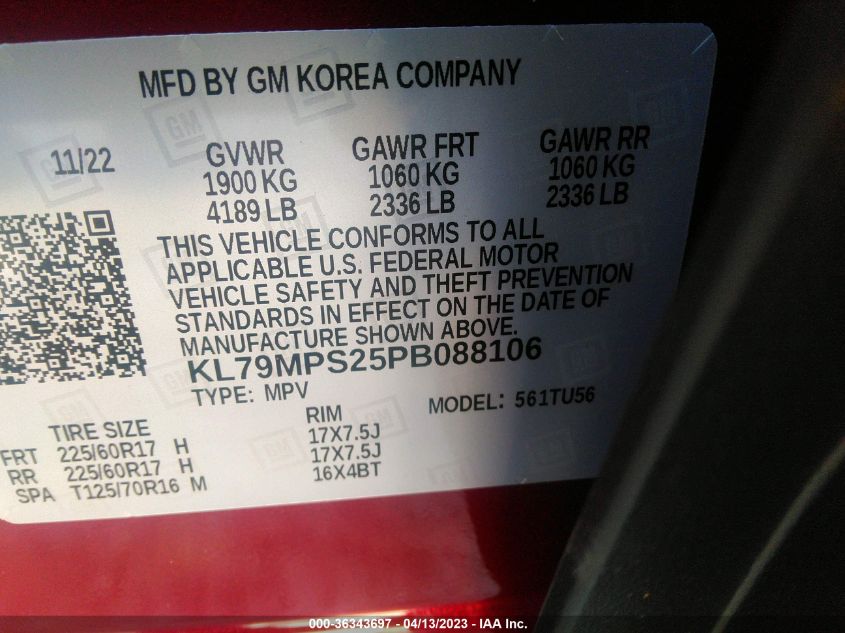 MFD BY GM KOREA COMPANY
11/22
GVWR GAWR FRT GAWR RR
1900 KG 1060 KG 1060 KG
4189 LB 2336 LB 2336 LB
THIS VEHICLE CONFORMS TO ALL
APPLICABLE U.S. FEDERAL MOTOR
VEHICLE SAFETY AND THEFT PREVENTION
STANDARDS IN EFFECT ON THE DATE OF
MANUFACTURE SHOWN ABOVE.
KL79MPS25PB088106
TYPE: MPV MODEL: 561TU56
TIRE SIZE RIM
FRT 225/60R17 H 17X7.5J
RR 225/60R17 H 17X7.5J
SPA T125/70R16 M 16X4BT
000-36343697 - 04/13/2023 - IAA Inc.